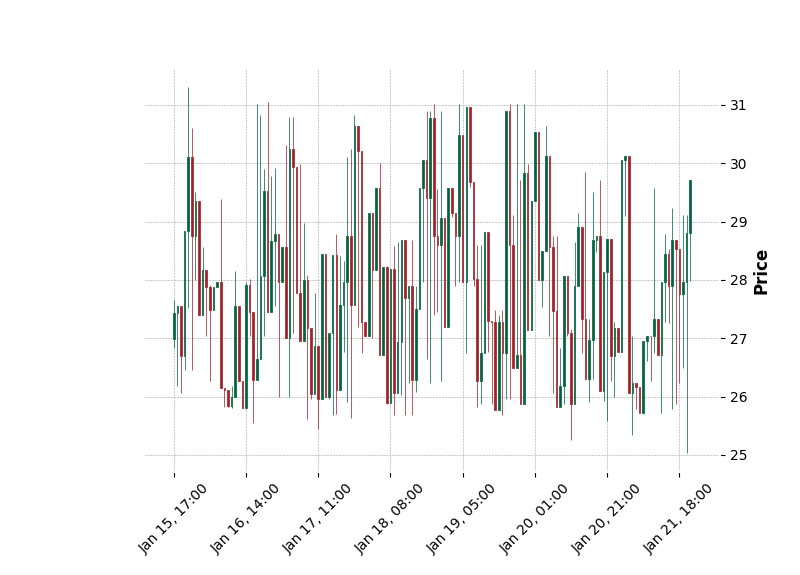 31
30
29
28
27
26
25
Price
Jan 15, 17:00
Jan 16, 14:00
Jan 17, 11:00
Jan 18, 08:00
Jan 19, 05:00
Jan 20, 01:00
Jan 20, 21:00
Jan 21, 18:00